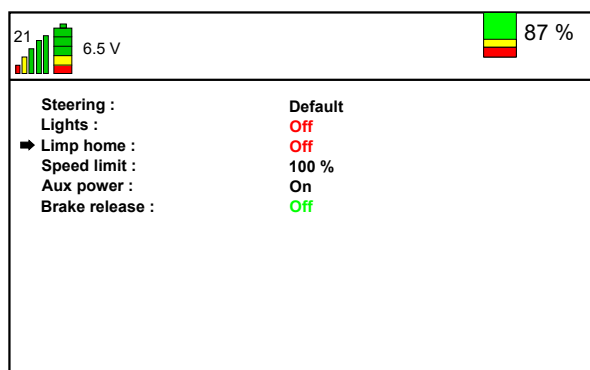 21
6.5 V
87 %
Steering : Default
Lights : Off
Limp home : Off
Speed limit : 100 %
Aux power : On
Brake release : Off